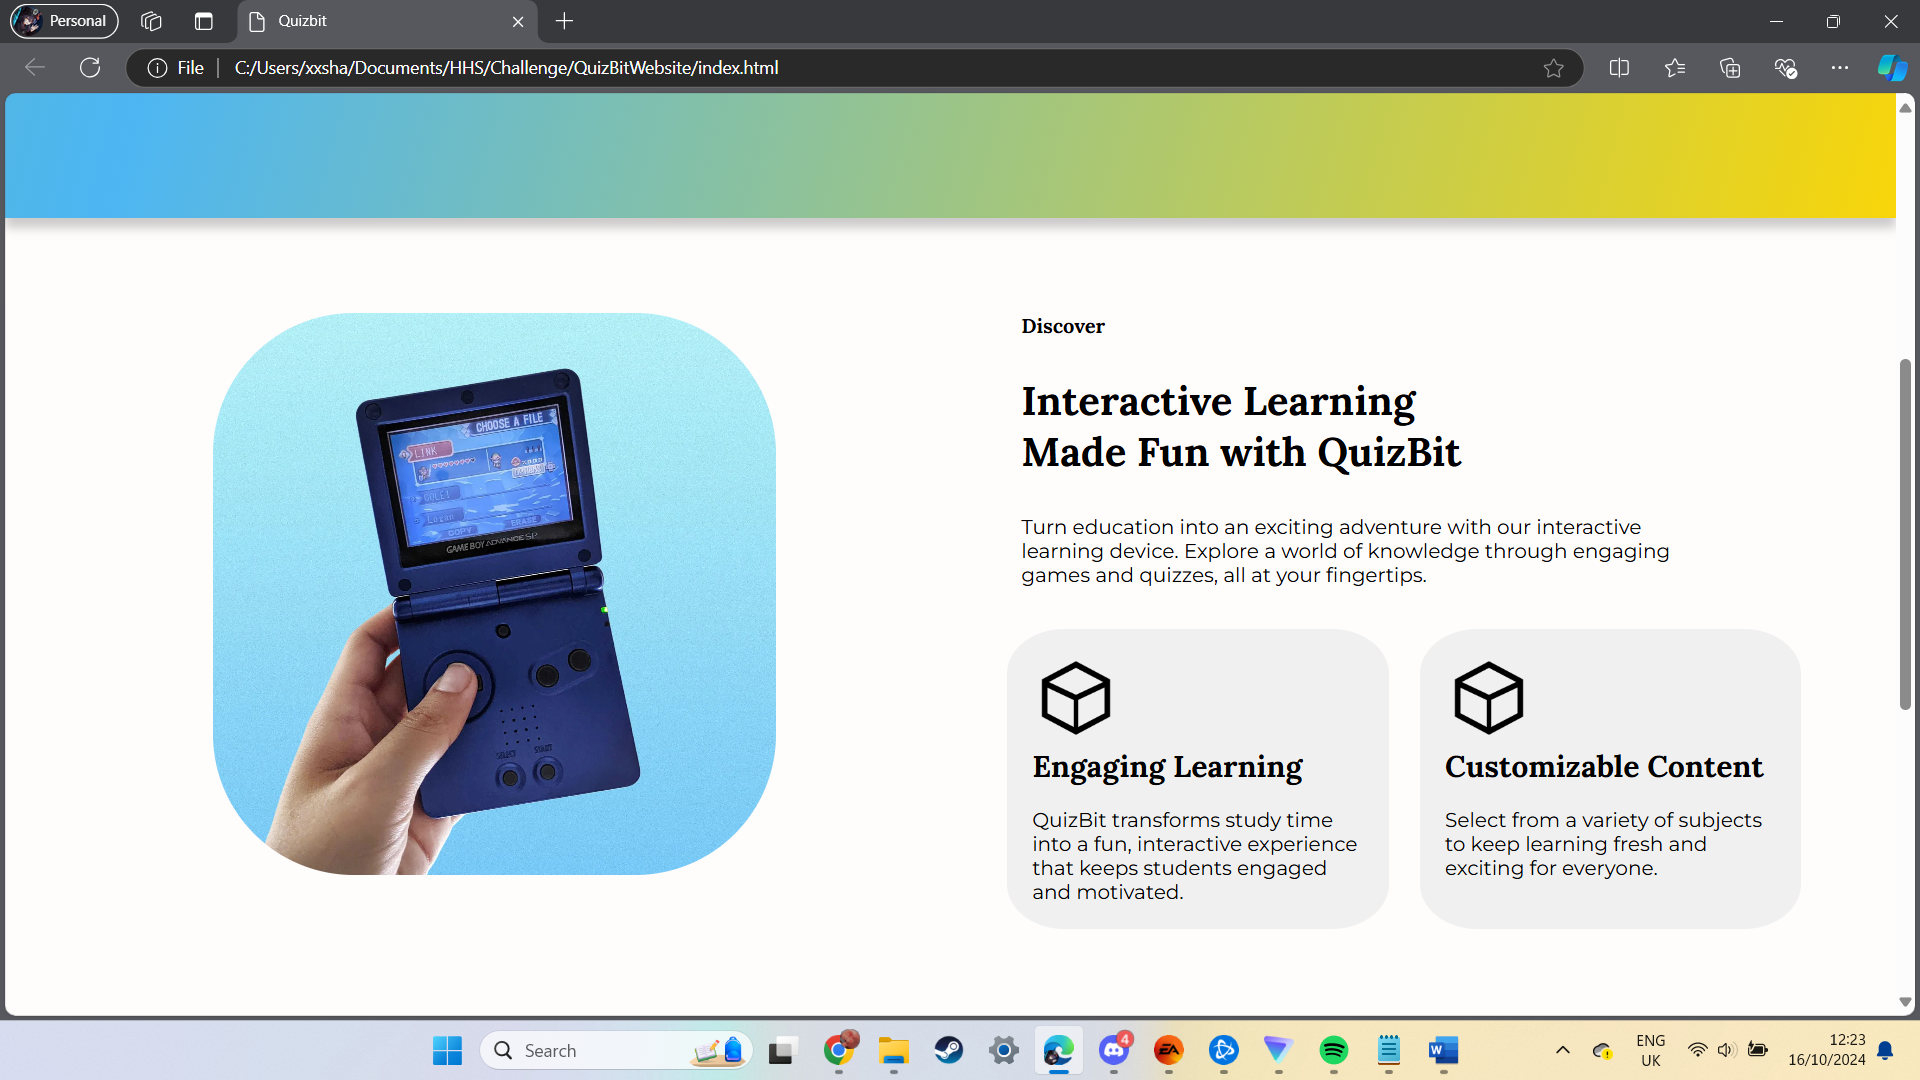 Personal
Quizbit
File
C:/Users/xxsha/Documents/HHS/Challenge/QuizBitWebsite/index.html
CHOOSE A FILE
LINK
COPY
ERASE
GAME BOY ADVANCE SP
SELECT
START
Discover
Interactive Learning
Made Fun with QuizBit
Turn education into an exciting adventure with our interactive
learning device. Explore a world of knowledge through engaging
games and quizzes, all at your fingertips.
Engaging Learning
QuizBit transforms study time
into a fun, interactive experience
that keeps students engaged
and motivated.
Customizable Content
Select from a variety of subjects
to keep learning fresh and
exciting for everyone.
Search
4
EA
W
ENG
UK
12:23
16/10/2024